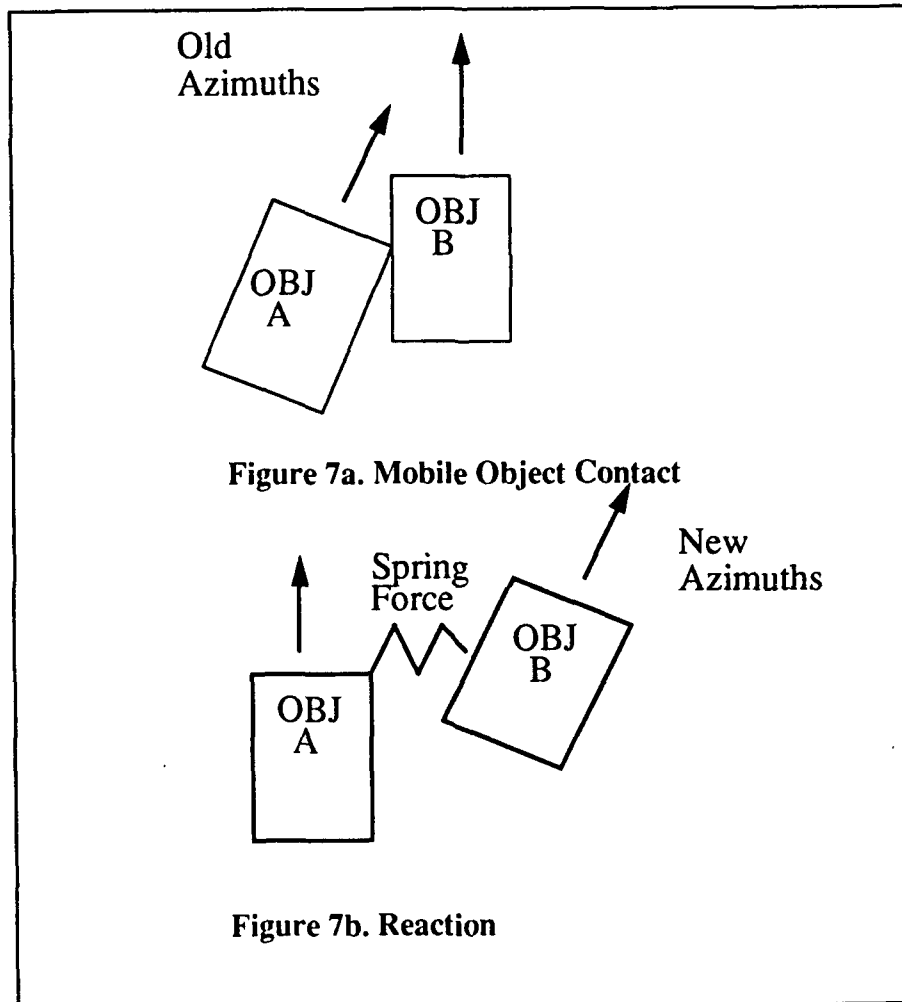 Old
Azimuths
OBJ
B
OBJ
A
Figure 7a. Mobile Object Contact
New
Azimuths
Spring
Force
OBJ
B
OBJ
A
Figure 7b. Reaction